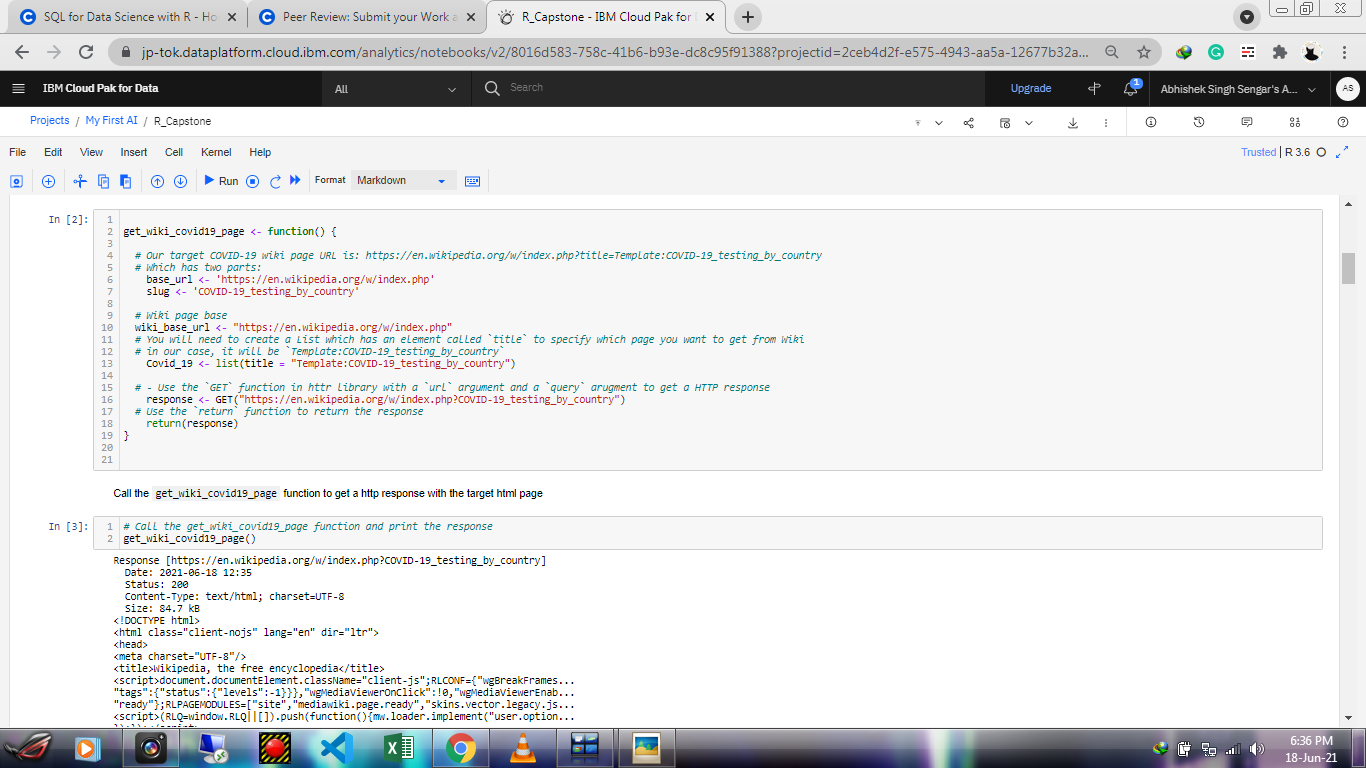 SQL for Data Science with R - Ho
Peer Review: Submit your Work a
R_Capstone - IBM Cloud Pak for
jp-tok.dataplatform.cloud.ibm.com/analytics/notebooks/v2/8016d583-758c-41b6-b93e-dc8c95f91388?projectid=2ceb4d2f-e575-4943-aa5a-12677b32a...
IBM Cloud Pak for Data
All
Search
Upgrade
1
Abhishek Singh Sengar's A...
AS
Projects / My First AI / R_Capstone
File Edit View Insert Cell Kernel Help
Trusted | R 3.6
Run
Format
Markdown
In [2]:
1
2 get_wiki_covid19_page <- function() {
3
4 # Our target COVID-19 wiki page URL is: https://en.wikipedia.org/w/index.php?title=Template:COVID-19_testing_by_country
5 # Which has two parts:
6 base_url <- 'https://en.wikipedia.org/w/index.php'
7 slug <- 'COVID-19_testing_by_country'
8
9 # Wiki page base
10 wiki_base_url <- "https://en.wikipedia.org/w/index.php"
11 # You will need to create a List which has an element called `title` to specify which page you want to get from Wiki
12 # in our case, it will be `Template:COVID-19_testing_by_country`
13 Covid_19 <- list(title = "Template:COVID-19_testing_by_country")
14
15 # - Use the `GET` function in httr library with a `url` argument and a `query` arugment to get a HTTP response
16 response <- GET("https://en.wikipedia.org/w/index.php?COVID-19_testing_by_country")
17 # Use the `return` function to return the response
18 return(response)
19 }
20
21
Call the get_wiki_covid19_page function to get a http response with the target html page
In [3]:
1 # Call the get_wiki_covid19_page function and print the response
2 get_wiki_covid19_page()
Response [https://en.wikipedia.org/w/index.php?COVID-19_testing_by_country]
Date: 2021-06-18 12:35
Status: 200
Content-Type: text/html; charset=UTF-8
Size: 84.7 kB
<!DOCTYPE html>
<html class="client-nojs" lang="en" dir="ltr">
<head>
<meta charset="UTF-8"/>
<title>Wikipedia, the free encyclopedia</title>
<script>document.documentElement.className="client-js";RLCONF={"wgBreakFrames...
"tags":{"status":{"levels":-1}}},"wgMediaViewerOnClick":!0,"wgMediaViewerEnab...
"ready"};RLPAGEMODULES=["site","mediawiki.page.ready","skins.vector.legacy.js...
<script>(RLQ=window.RLQ||[]).push(function(){mw.loader.implement("user.option...
6:36 PM
18-Jun-21